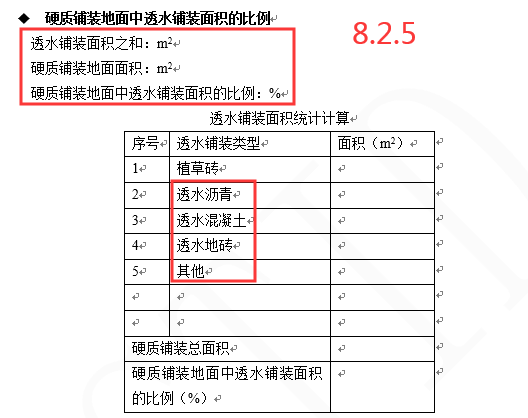 ◆ 硬质铺装地面中透水铺装面积的比例
8.2.5
透水铺装面积之和：m²
硬质铺装地面面积：m²
硬质铺装地面中透水铺装面积的比例：%
透水铺装面积统计计算
序号 透水铺装类型 面积（m²）
1 植草砖
2 透水沥青
3 透水混凝土
4 透水地砖
5 其他
硬质铺装总面积
硬质铺装地面中透水铺装面积
的比例（%）